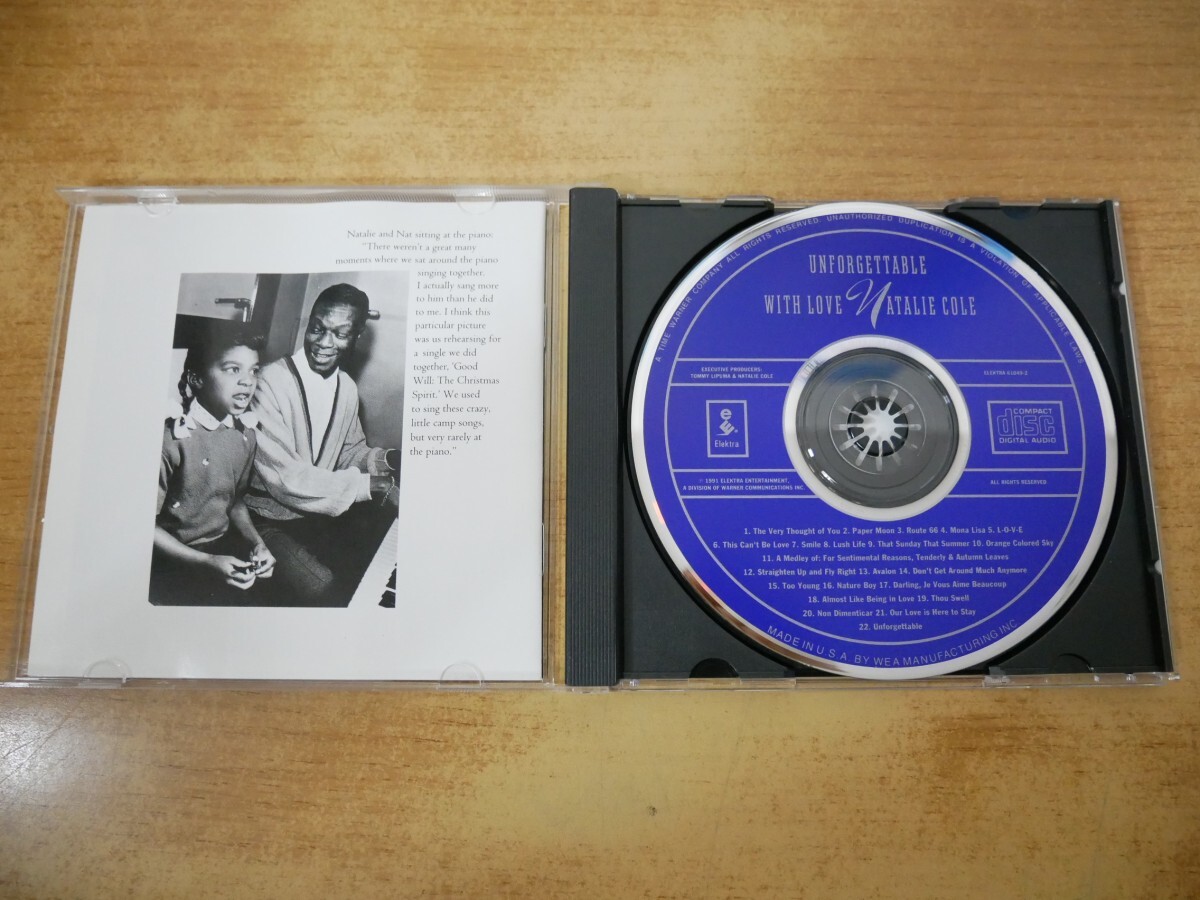 Natalie and Nat sitting at the piano:
"There weren't a great many
moments where we sat around the piano
singing together.
I actually sang more
to him than he did
to me. I think this
particular picture
was us rehearsing for
a single we did
together, 'Good
Will: The Christmas
Spirit.' We used
to sing these crazy,
little camp songs,
but very rarely at
the piano."
A TIME WARNER COMPANY ALL RIGHTS RESERVED. UNAUTHORIZED DUPLICATION IS A VIOLATION OF APPLICABLE LAWS
UNFORGETTABLE
WITH LOVE NATALIE COLE
EXECUTIVE PRODUCERS:
TOMMY LIPUMA & NATALIE COLE
ELEKTRA 61049-2
Elektra
COMPACT
disc
DIGITAL AUDIO
℗ 1991 ELEKTRA ENTERTAINMENT,
A DIVISION OF WARNER COMMUNICATIONS INC.
ALL RIGHTS RESERVED
1. The Very Thought of You 2. Paper Moon 3. Route 66 4. Mona Lisa 5. L-O-V-E
6. This Can't Be Love 7. Smile 8. Lush Life 9. That Sunday That Summer 10. Orange Colored Sky
11. A Medley of: For Sentimental Reasons, Tenderly & Autumn Leaves
12. Straighten Up and Fly Right 13. Avalon 14. Don't Get Around Much Anymore
15. Too Young 16. Nature Boy 17. Darling, Je Vous Aime Beaucoup
18. Almost Like Being in Love 19. Thou Swell
20. Non Dimenticar 21. Our Love is Here to Stay
22. Unforgettable
MADE IN U.S.A. BY WEA MANUFACTURING INC.